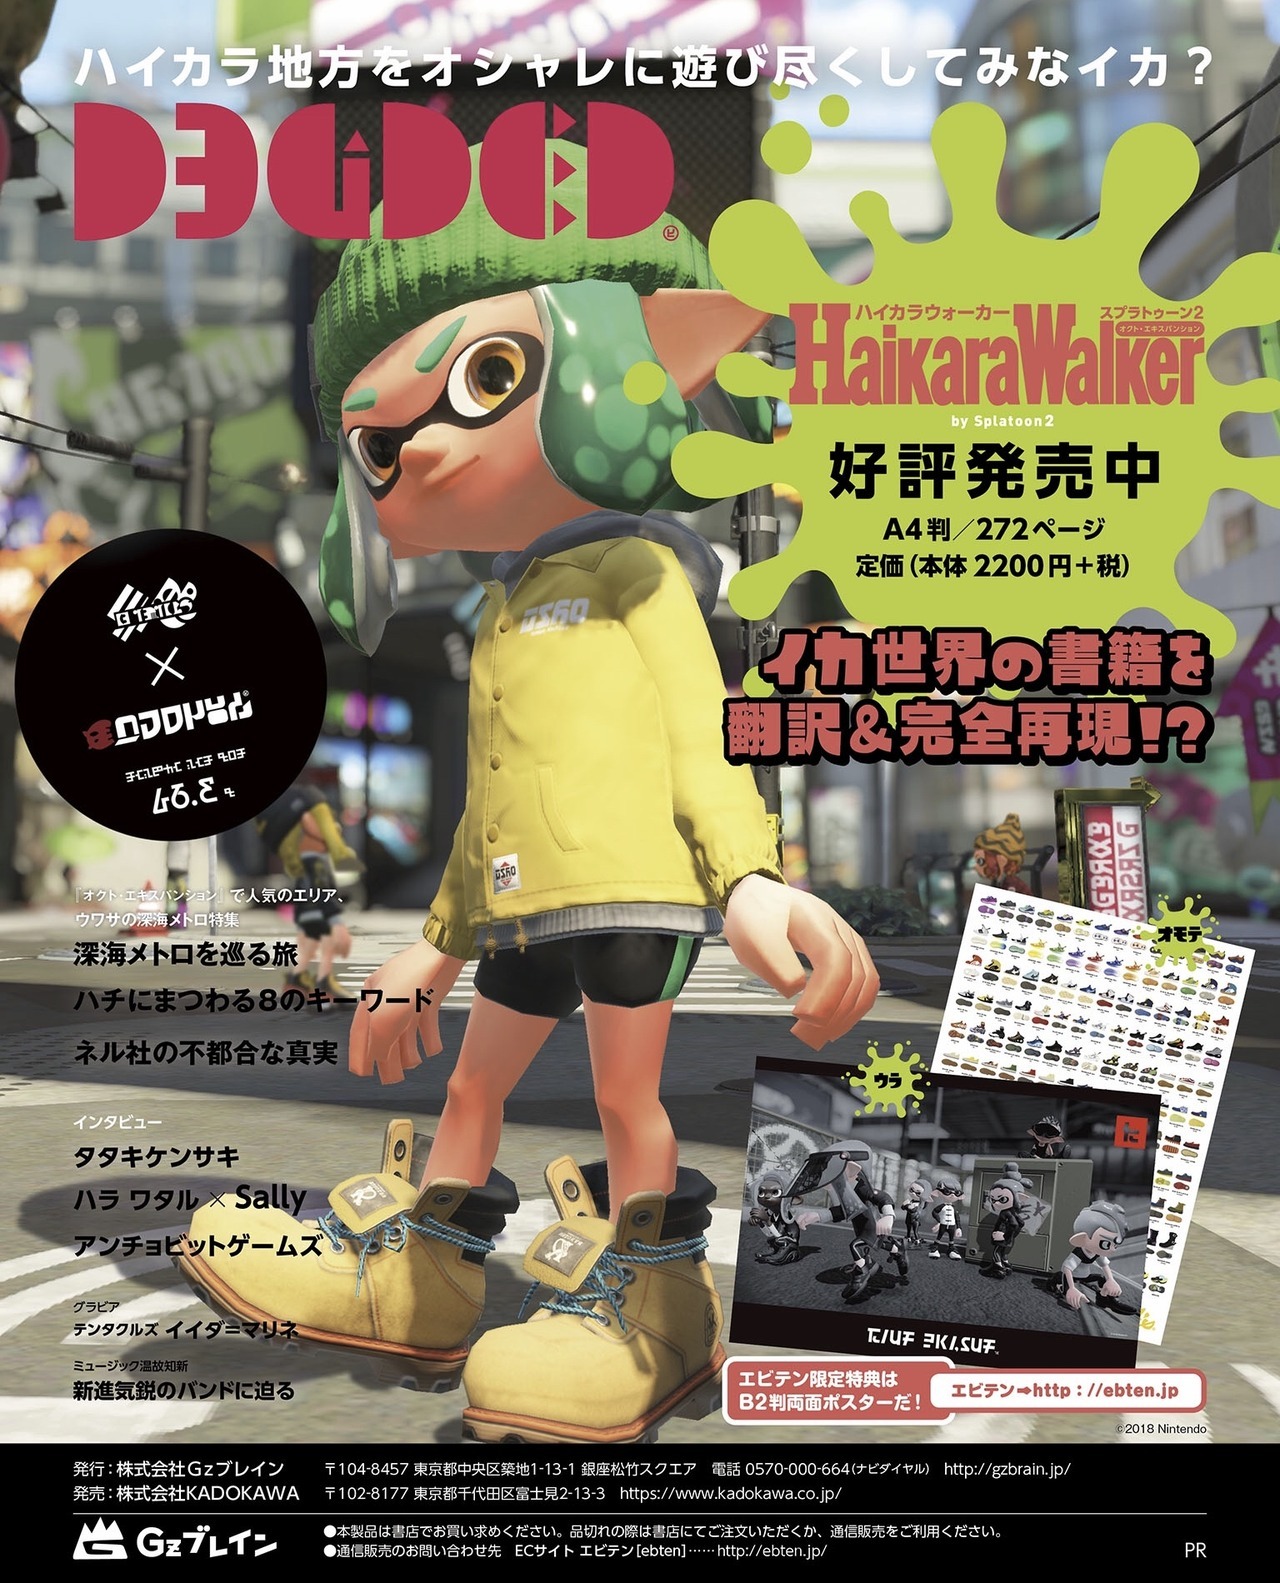 ハイカラ地方をオシャレに遊び尽くしてみなイカ？
ハイカラウォーカー
スプラトゥーン2
オクト・エキスパンション
HaikaraWalker
by Splatoon2
好評発売中
A4判／272ページ
定価（本体 2200円＋税）
イカ世界の書籍を
翻訳＆完全再現!?
『オクト・エキスパンション』で人気のエリア、
ウワサの深海メトロ特集
深海メトロを巡る旅
ハチにまつわる8のキーワード
ネル社の不都合な真実
インタビュー
タタキケンサキ
ハラ ワタル × Sally
アンチョビットゲームズ
グラビア
テンタクルズ イイダ=マリネ
ミュージック温故知新
新進気鋭のバンドに迫る
オモテ
ウラ
エビテン限定特典は
B2判両面ポスターだ！
エビテン➡http：//ebten.jp
©2018 Nintendo
発行：株式会社Gzブレイン 〒104-8457 東京都中央区築地1-13-1 銀座松竹スクエア 電話 0570-000-664（ナビダイヤル） http://gzbrain.jp/
発売：株式会社KADOKAWA 〒102-8177 東京都千代田区富士見2-13-3 https://www.kadokawa.co.jp/
Gzブレイン
●本製品は書店でお買い求めください。品切れの際は書店にてご注文いただくか、通信販売をご利用ください。
●通信販売のお問い合わせ先 ECサイト エビテン[ebten]……http://ebten.jp/
PR